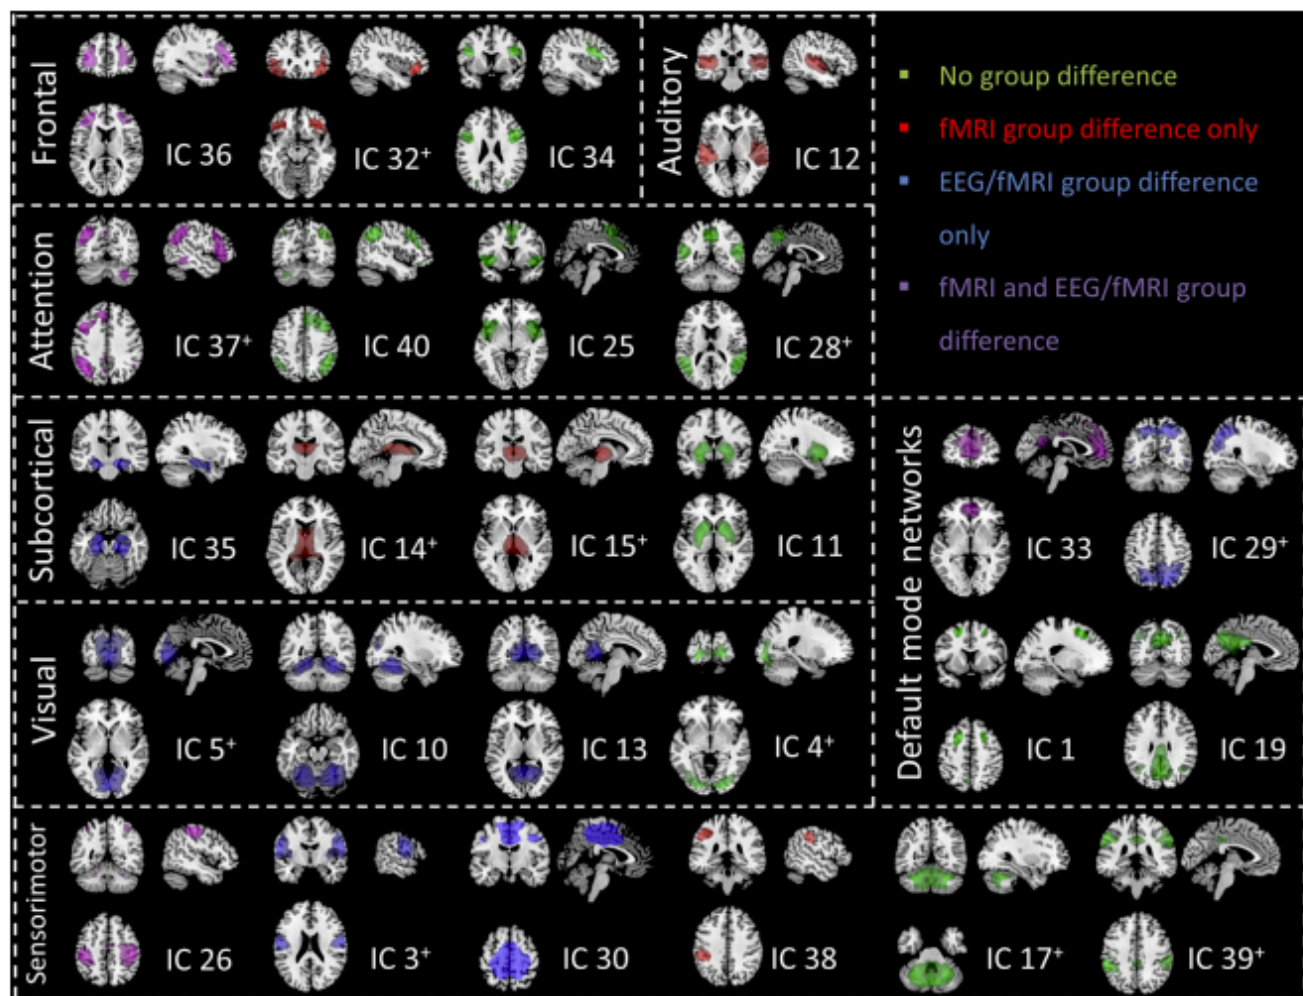 Frontal
IC 36
IC 32⁺
IC 34
Auditory
IC 12
No group difference
fMRI group difference only
EEG/fMRI group difference
only
fMRI and EEG/fMRI group
difference
Attention
IC 37⁺
IC 40
IC 25
IC 28⁺
Subcortical
IC 35
IC 14⁺
IC 15⁺
IC 11
Default mode networks
IC 33
IC 29⁺
IC 1
IC 19
Visual
IC 5⁺
IC 10
IC 13
IC 4⁺
Sensorimotor
IC 26
IC 3⁺
IC 30
IC 38
IC 17⁺
IC 39⁺